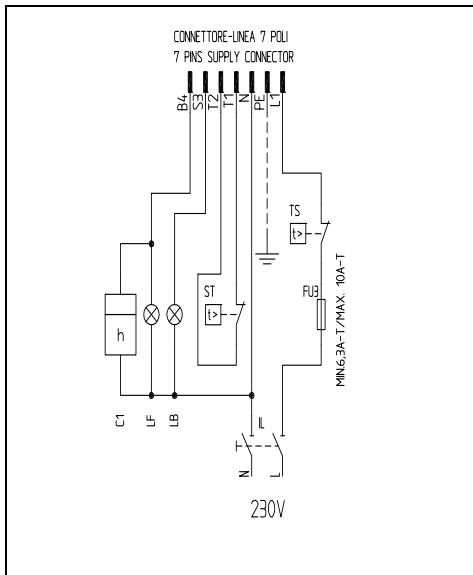 CONNETTORE-LINEA 7 POLI
7 PINS SUPPLY CONNECTOR
B4
S3
T2
T1
N
PE
L1
TS
t>
FU3
MIN.6,3A-T/MAX. 10A-T
ST
t>
h
C1
LF
LB
IL
N
L
230V